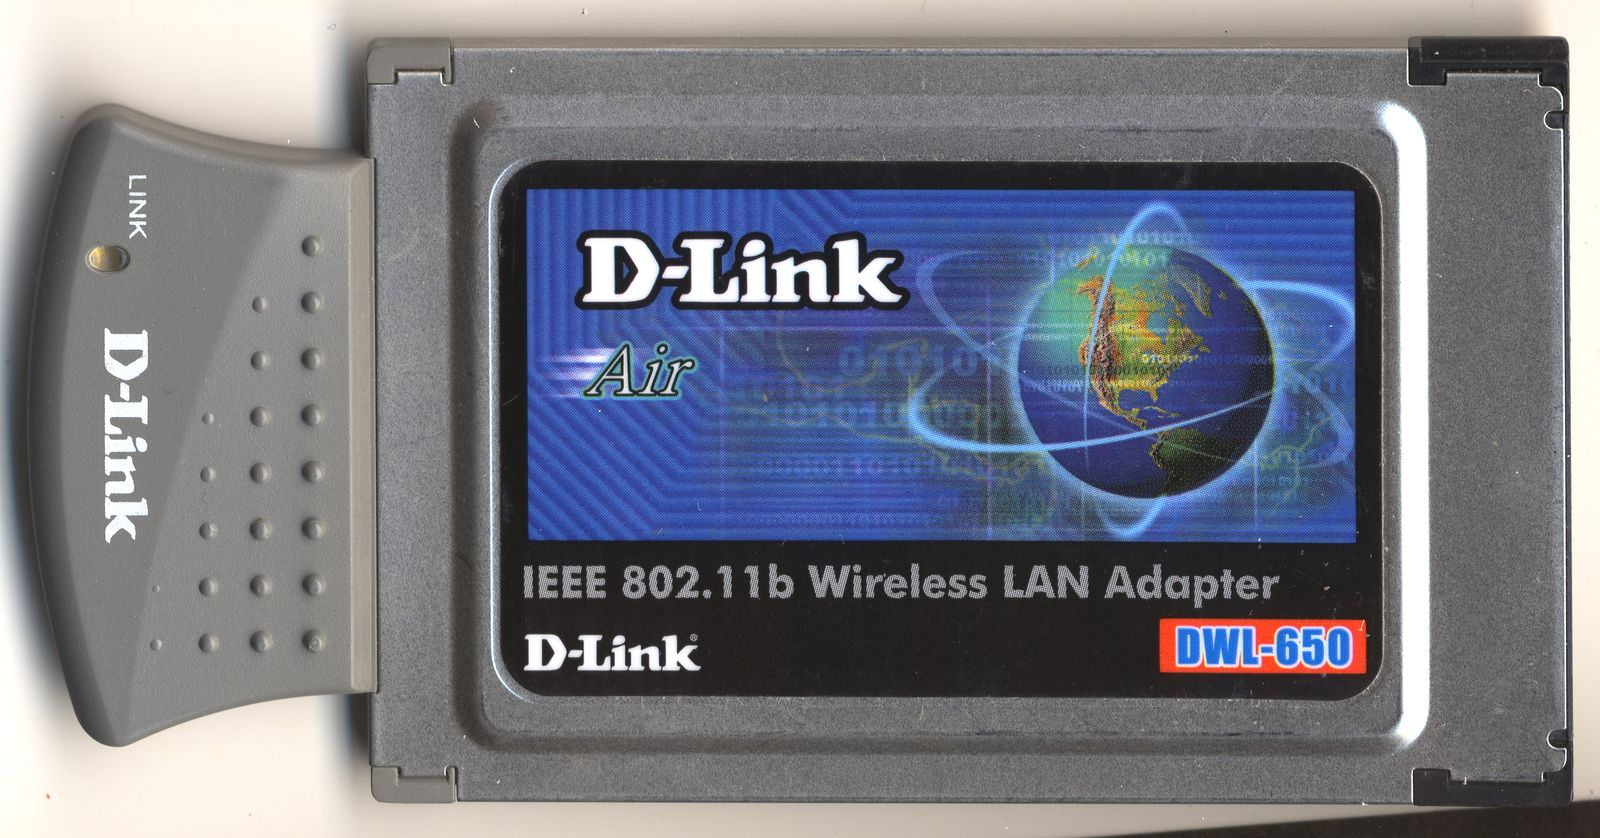 LINK
D-Link
D-Link
Air
IEEE 802.11b Wireless LAN Adapter
D-Link®
DWL-650